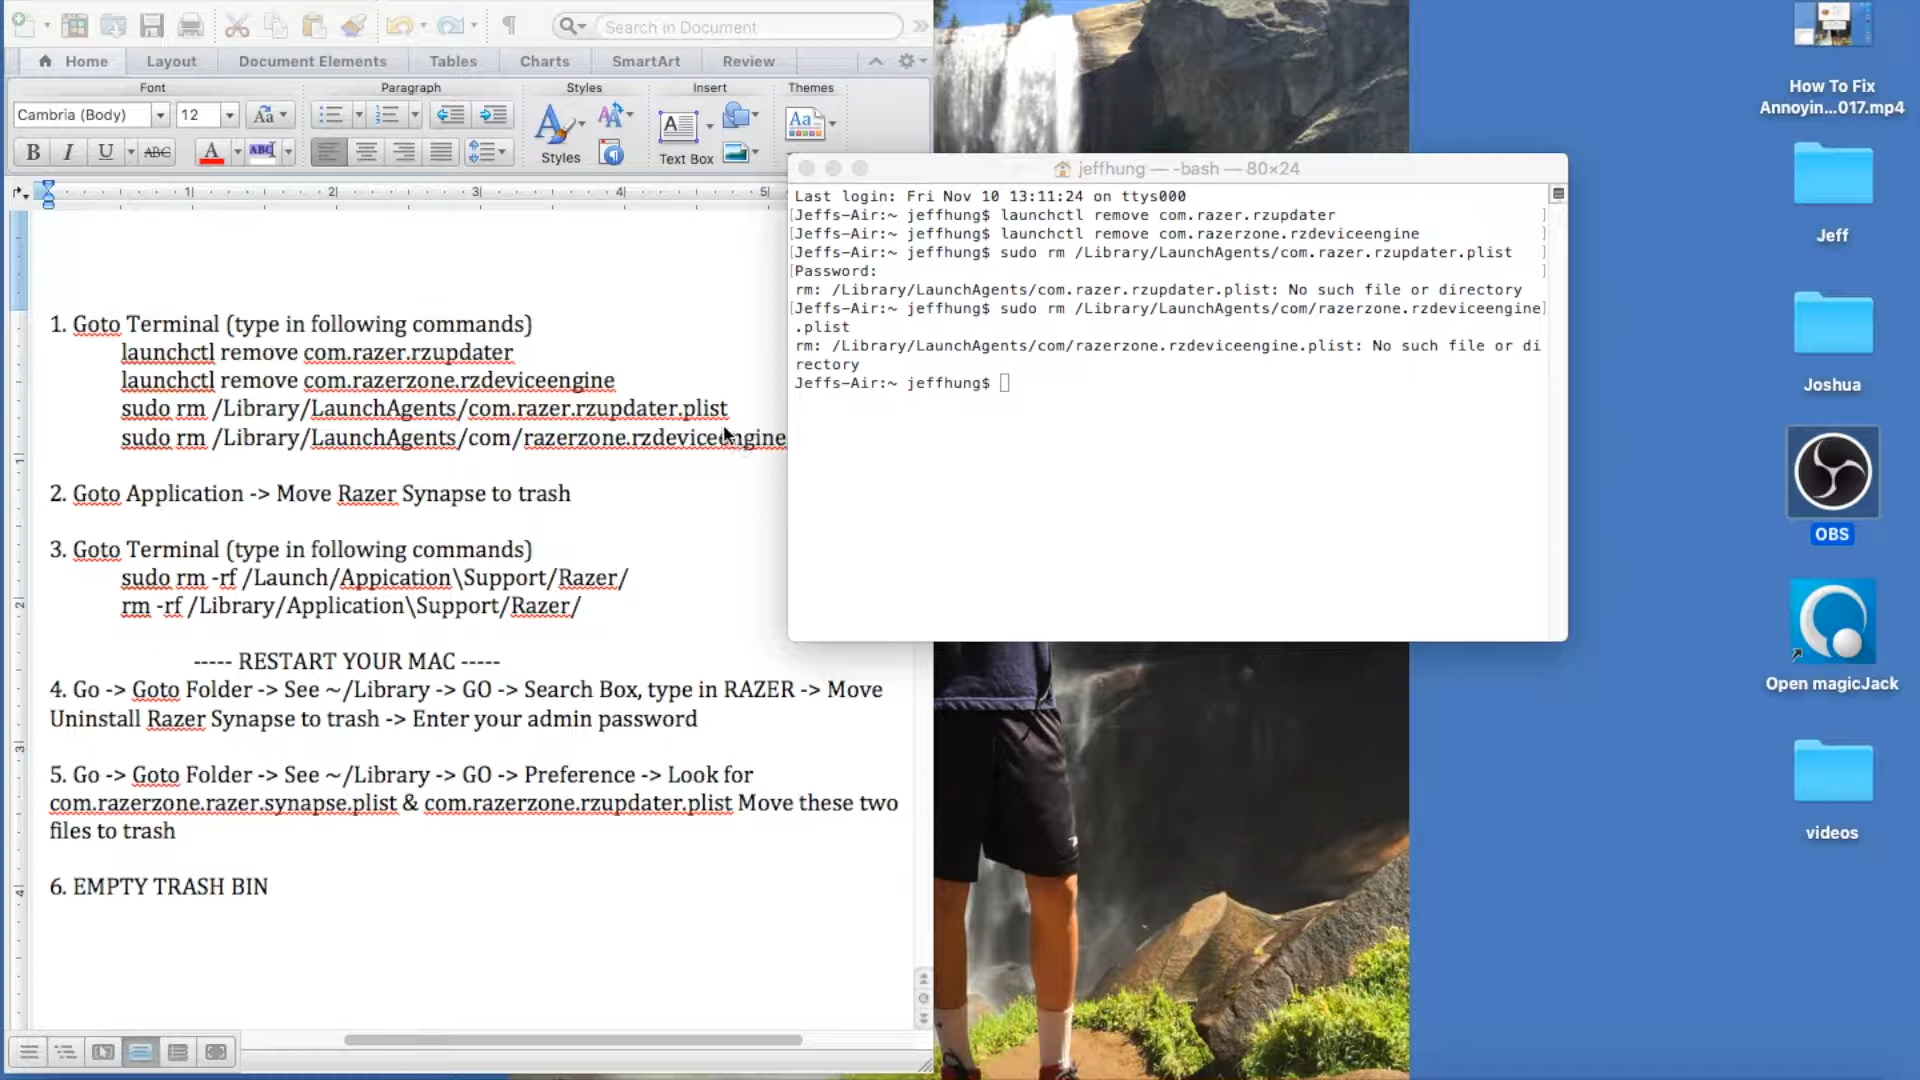 Search in Document
Home
Layout
Document Elements
Tables
Charts
SmartArt
Review
Font
Paragraph
Styles
Insert
Themes
Cambria (Body)
12
Aa
A
Aa
B I U ABC A ABC
Styles
Text Box
1. Goto Terminal (type in following commands)
launchctl remove com.razer.rzupdater
launchctl remove com.razerzone.rzdeviceengine
sudo rm /Library/LaunchAgents/com.razer.rzupdater.plist
sudo rm /Library/LaunchAgents/com/razerzone.rzdeviceengine
2. Goto Application -> Move Razer Synapse to trash
3. Goto Terminal (type in following commands)
sudo rm -rf /Launch/Appication\Support/Razer/
rm -rf /Library/Application\Support/Razer/
----- RESTART YOUR MAC -----
4. Go -> Goto Folder -> See ~/Library -> GO -> Search Box, type in RAZER -> Move
Uninstall Razer Synapse to trash -> Enter your admin password
5. Go -> Goto Folder -> See ~/Library -> GO -> Preference -> Look for
com.razerzone.razer.synapse.plist & com.razerzone.rzupdater.plist Move these two
files to trash
6. EMPTY TRASH BIN
jeffhung — -bash — 80×24
Last login: Fri Nov 10 13:11:24 on ttys000
[Jeffs-Air:~ jeffhung$ launchctl remove com.razer.rzupdater ]
[Jeffs-Air:~ jeffhung$ launchctl remove com.razerzone.rzdeviceengine ]
[Jeffs-Air:~ jeffhung$ sudo rm /Library/LaunchAgents/com.razer.rzupdater.plist ]
[Password: ]
rm: /Library/LaunchAgents/com.razer.rzupdater.plist: No such file or directory
[Jeffs-Air:~ jeffhung$ sudo rm /Library/LaunchAgents/com/razerzone.rzdeviceengine]
.plist
rm: /Library/LaunchAgents/com/razerzone.rzdeviceengine.plist: No such file or di
rectory
Jeffs-Air:~ jeffhung$
How To Fix
Annoyin...017.mp4
Jeff
Joshua
OBS
Open magicJack
videos